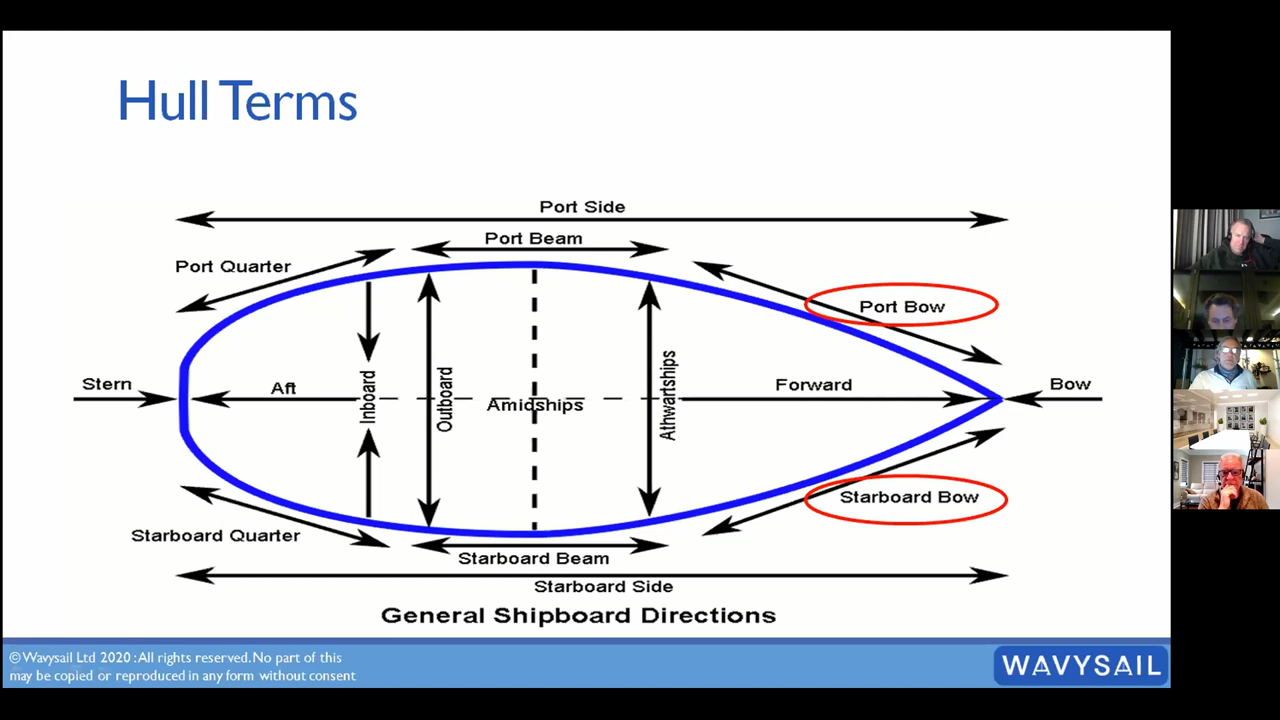 Hull Terms
Port Side
Port Beam
Port Quarter
Port Bow
Stern
Aft
Inboard
Outboard
Amidships
Athwartships
Forward
Bow
Starboard Bow
Starboard Quarter
Starboard Beam
Starboard Side
General Shipboard Directions
© Wavysail Ltd 2020 : All rights reserved. No part of this
may be copied or reproduced in any form without consent
WAVYSAIL